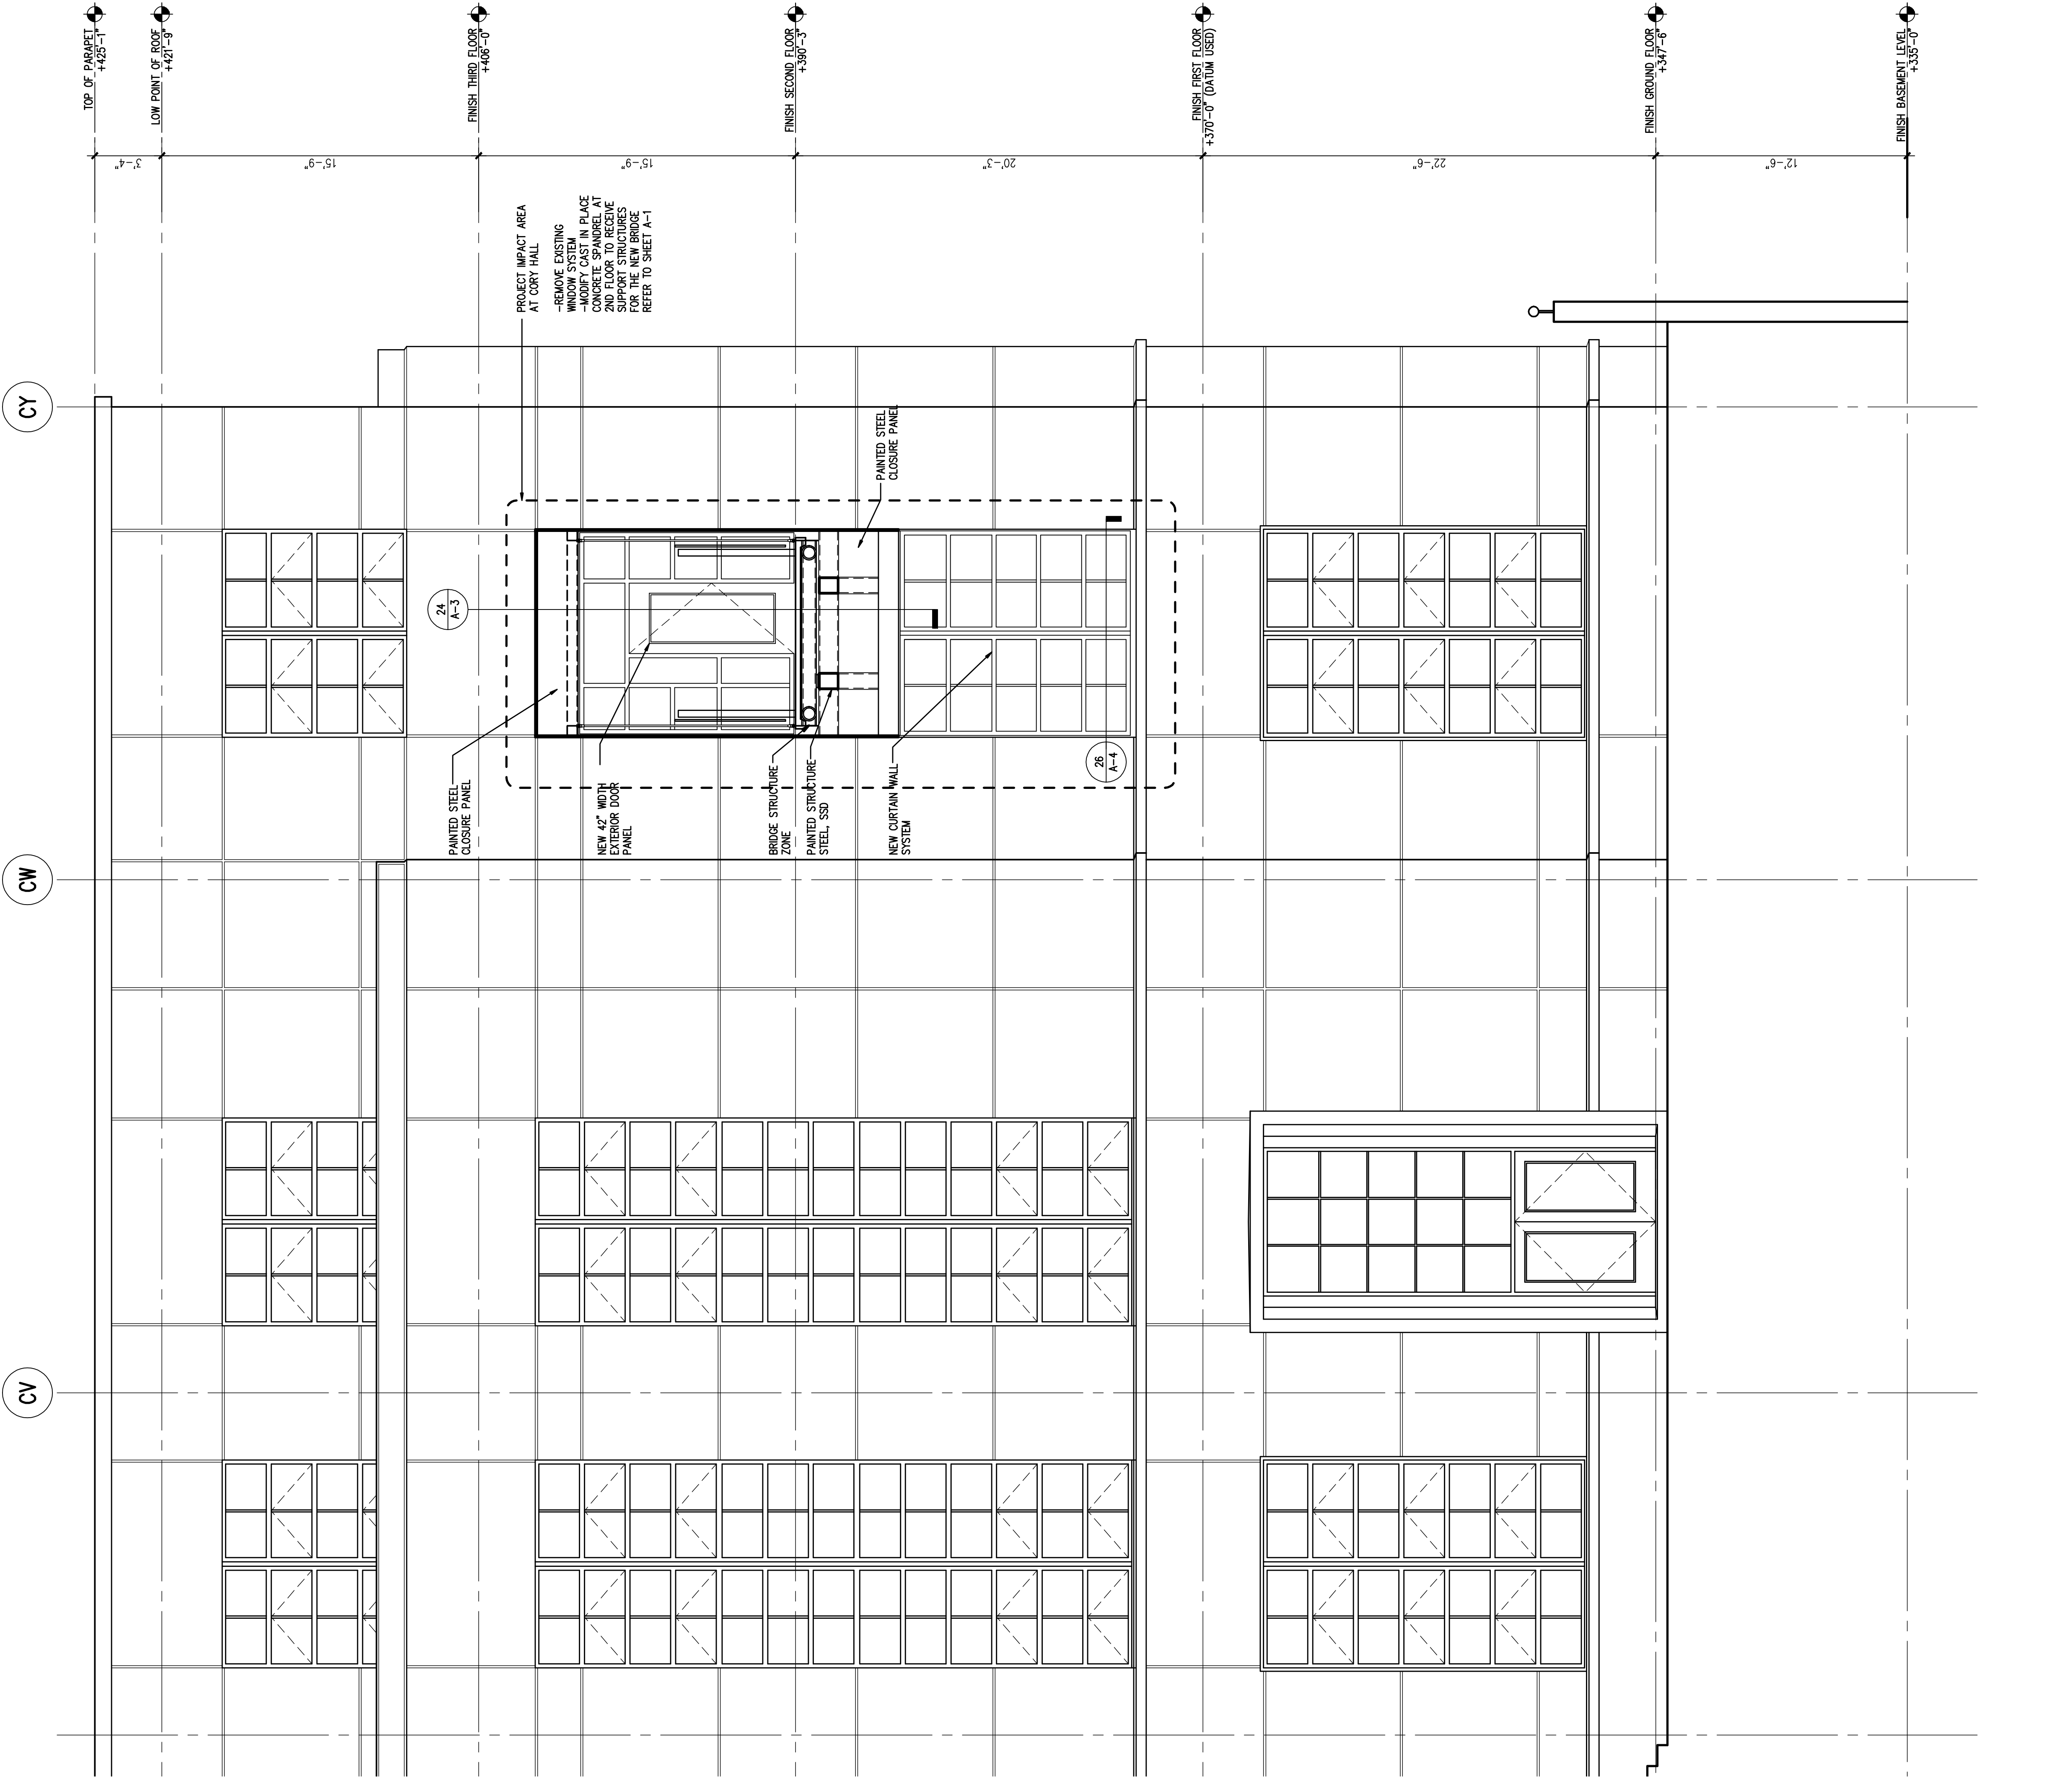 TOP OF PARAPET
+425'-1"
LOW POINT OF ROOF
+421'-9"
FINISH THIRD FLOOR
+406'-0"
FINISH SECOND FLOOR
+390'-3"
FINISH FIRST FLOOR
+370'-0" (DATUM USED)
FINISH GROUND FLOOR
+347'-6"
FINISH BASEMENT LEVEL
+335'-0"
3'-4"
15'-9"
15'-9"
20'-3"
22'-6"
12'-6"
PROJECT IMPACT AREA
AT CORY HALL
-REMOVE EXISTING
WINDOW SYSTEM
-MODIFY CAST IN PLACE
CONCRETE SPANDREL AT
2ND FLOOR TO RECEIVE
SUPPORT STRUCTURES
FOR THE NEW BRIDGE
REFER TO SHEET A-1
CY
PAINTED STEEL
CLOSURE PANEL
24
A-3
26
A-4
PAINTED STEEL
CLOSURE PANEL
NEW 42" WIDTH
EXTERIOR DOOR
PANEL
BRIDGE STRUCTURE
ZONE
PAINTED STRUCTURE
STEEL, SSD
NEW CURTAIN WALL
SYSTEM
CW
CV